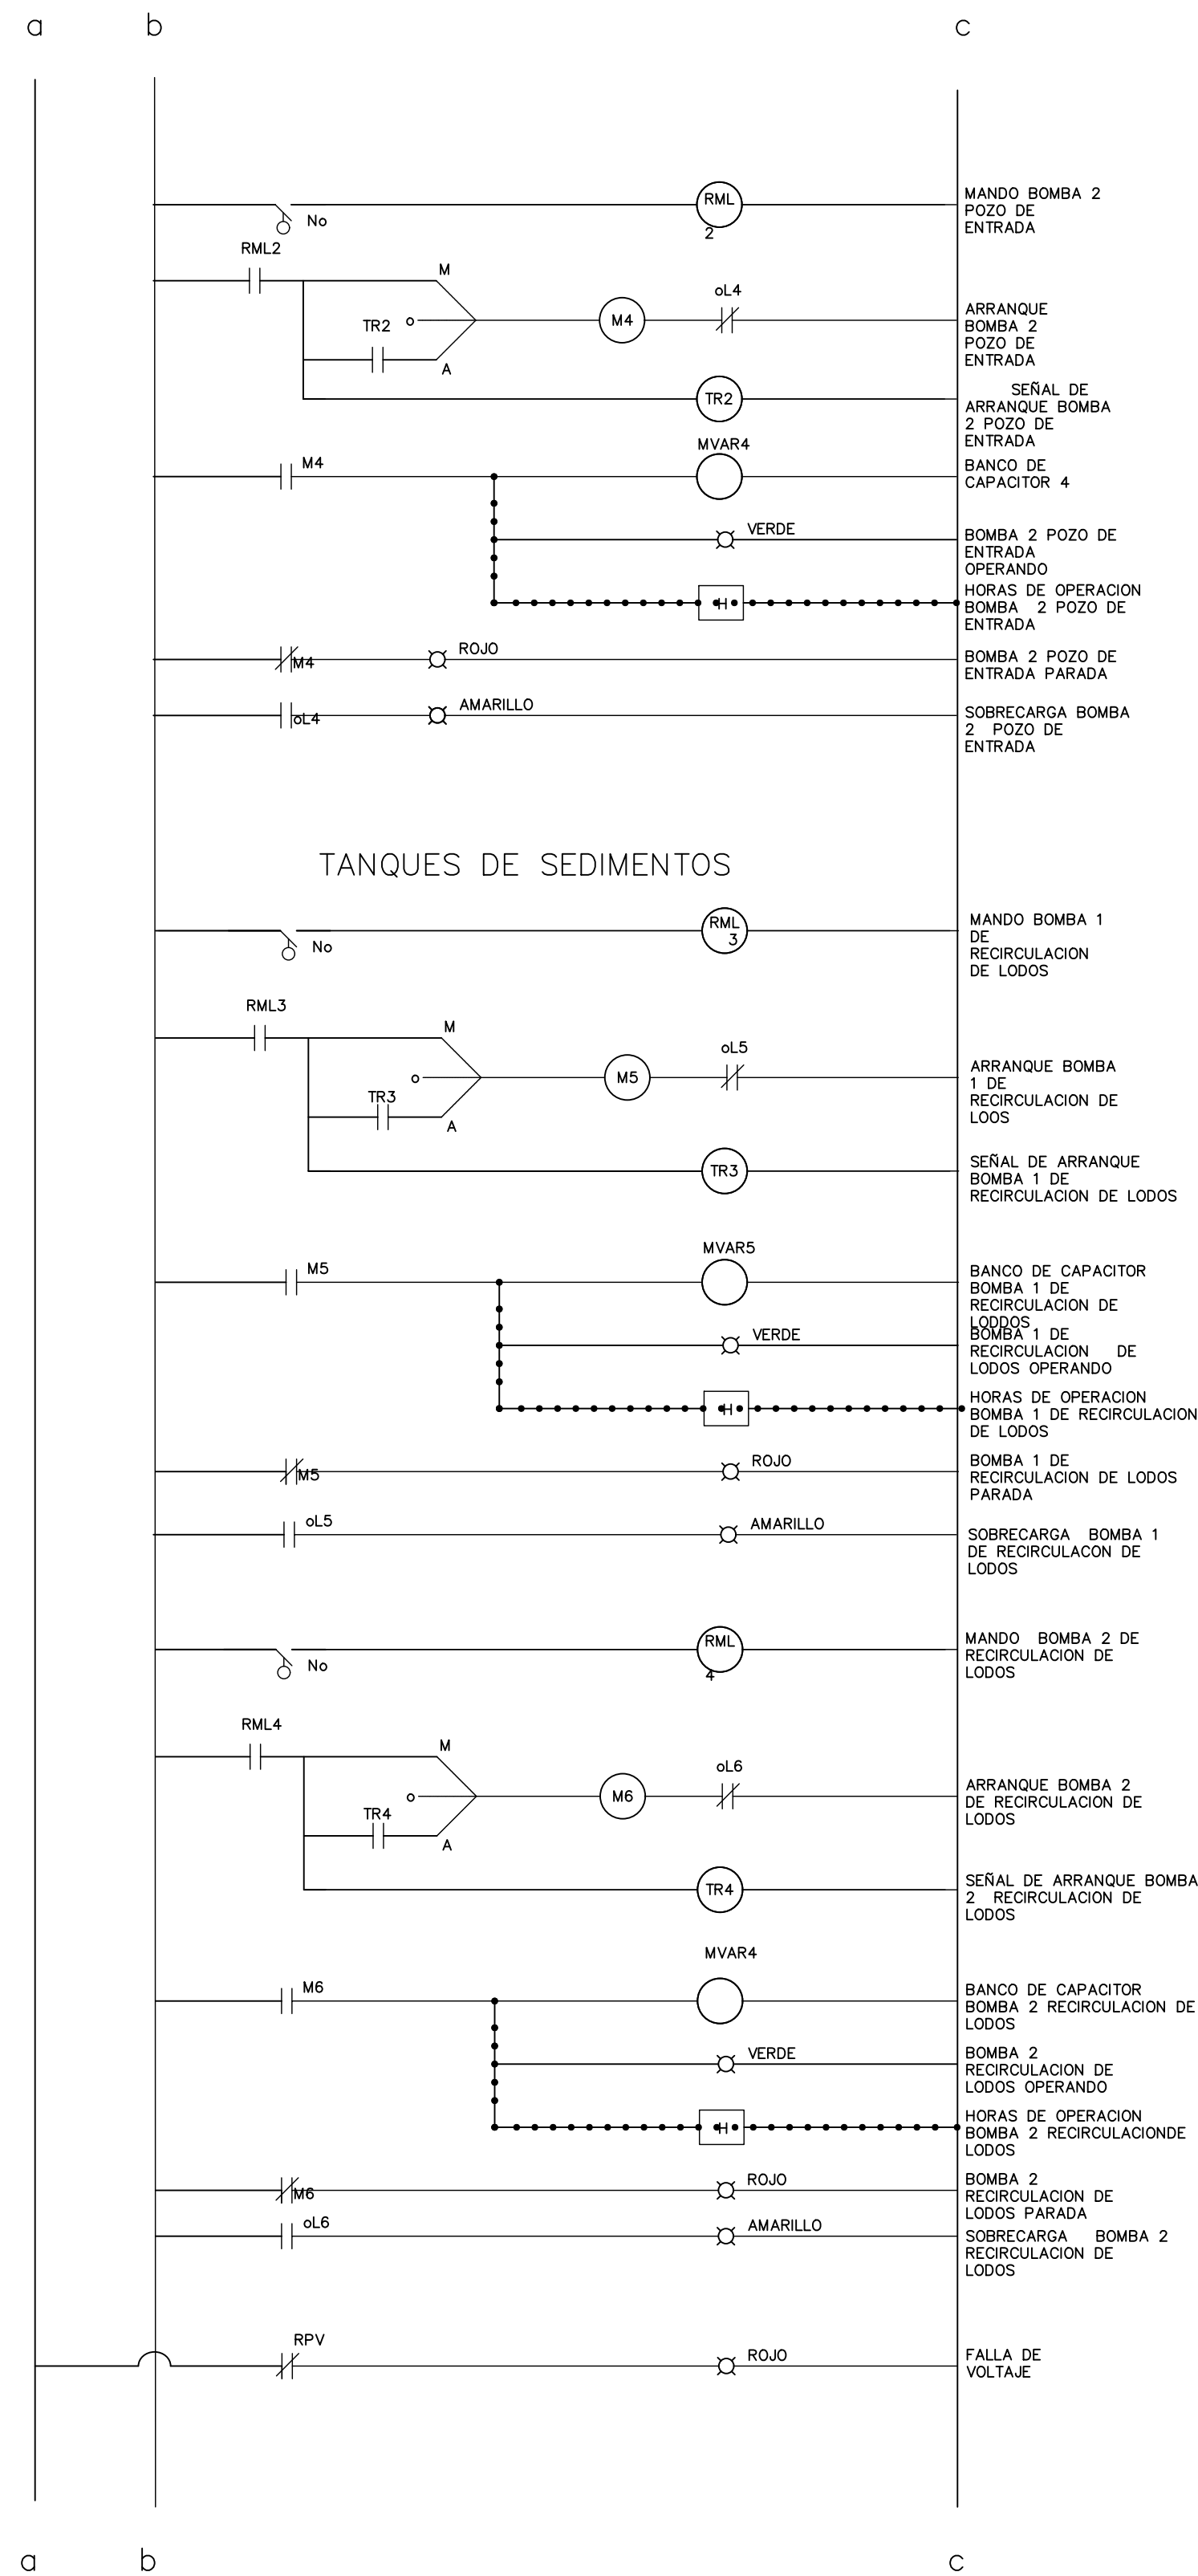 a
b
c
RML
2
MANDO BOMBA 2
POZO DE
ENTRADA
No
RML2
M
oL4
TR2
o
M4
ARRANQUE
BOMBA 2
POZO DE
ENTRADA
A
TR2
SEÑAL DE
ARRANQUE BOMBA
2 POZO DE
ENTRADA
M4
MVAR4
BANCO DE
CAPACITOR 4
VERDE
BOMBA 2 POZO DE
ENTRADA
OPERANDO
H
HORAS DE OPERACION
BOMBA 2 POZO DE
ENTRADA
M4
ROJO
BOMBA 2 POZO DE
ENTRADA PARADA
oL4
AMARILLO
SOBRECARGA BOMBA
2 POZO DE
ENTRADA
TANQUES DE SEDIMENTOS
No
RML
3
MANDO BOMBA 1
DE
RECIRCULACION
DE LODOS
RML3
M
oL5
o
TR3
M5
A
ARRANQUE BOMBA
1 DE
RECIRCULACION DE
LOOS
TR3
SEÑAL DE ARRANQUE
BOMBA 1 DE
RECIRCULACION DE LODOS
M5
MVAR5
BANCO DE CAPACITOR
BOMBA 1 DE
RECIRCULACION DE
LODDOS
VERDE
BOMBA 1 DE
RECIRCULACION DE
LODOS OPERANDO
H
HORAS DE OPERACION
BOMBA 1 DE RECIRCULACION
DE LODOS
M5
ROJO
BOMBA 1 DE
RECIRCULACION DE LODOS
PARADA
oL5
AMARILLO
SOBRECARGA BOMBA 1
DE RECIRCULACON DE
LODOS
No
RML
4
MANDO BOMBA 2 DE
RECIRCULACION DE
LODOS
RML4
M
oL6
o
TR4
M6
A
ARRANQUE BOMBA 2
DE RECIRCULACION DE
LODOS
TR4
SEÑAL DE ARRANQUE BOMBA
2 RECIRCULACION DE
LODOS
M6
MVAR4
BANCO DE CAPACITOR
BOMBA 2 RECIRCULACION DE
LODOS
VERDE
BOMBA 2
RECIRCULACION DE
LODOS OPERANDO
H
HORAS DE OPERACION
BOMBA 2 RECIRCULACIONDE
LODOS
M6
ROJO
BOMBA 2
RECIRCULACION DE
LODOS PARADA
oL6
AMARILLO
SOBRECARGA BOMBA 2
RECIRCULACION DE
LODOS
RPV
ROJO
FALLA DE
VOLTAJE
a
b
c